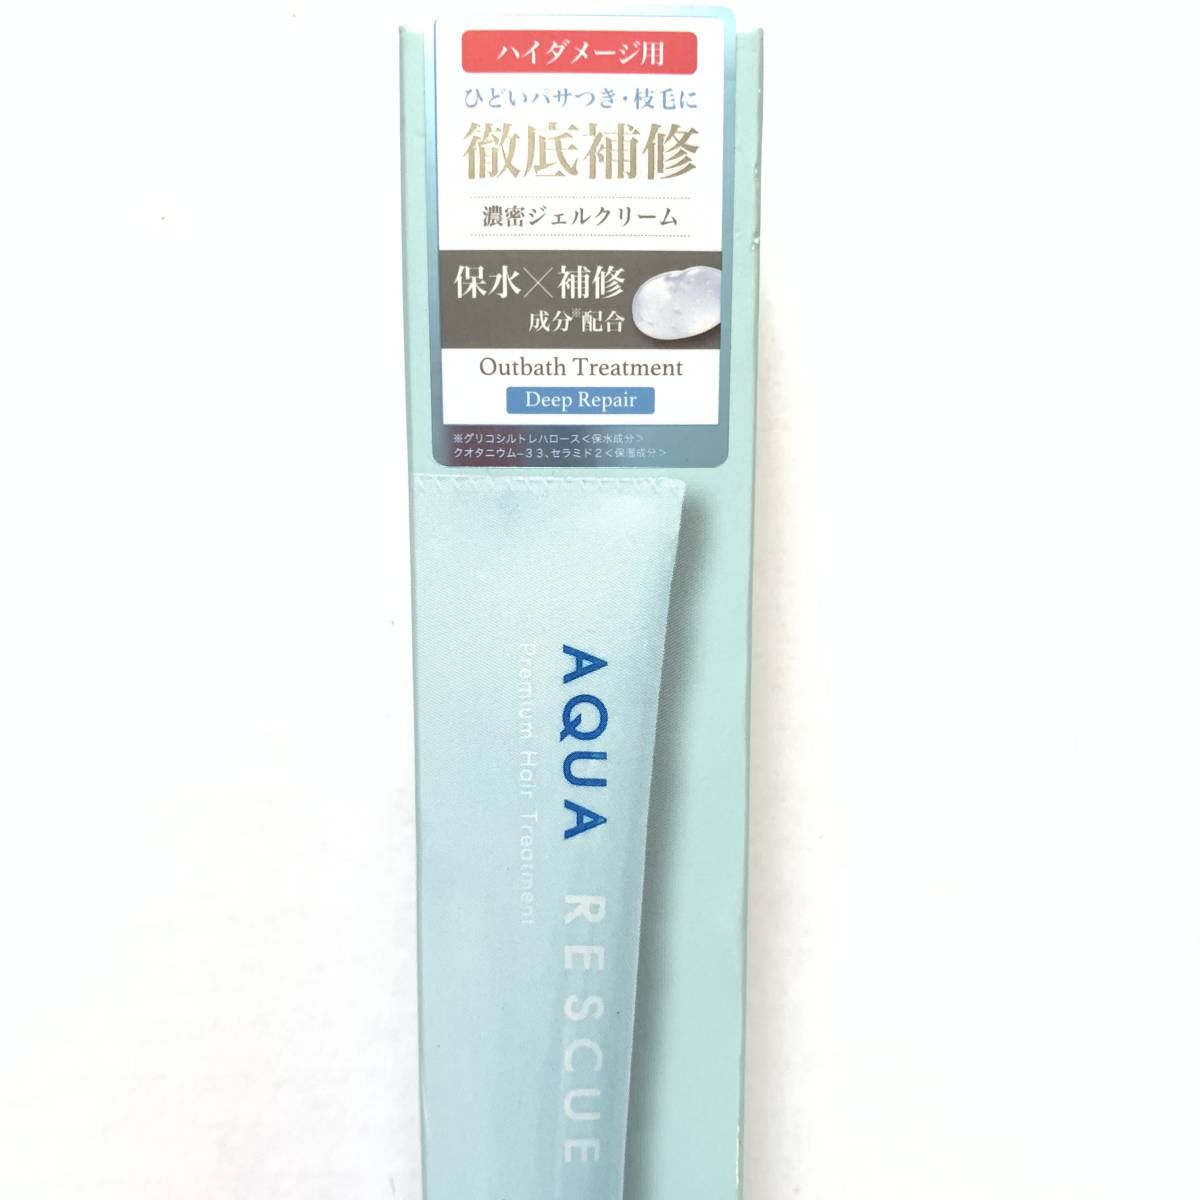 ハイダメージ用
ひどいパサつき・枝毛に
徹底補修
濃密ジェルクリーム
保水×補修
成分※配合
Outbath Treatment
Deep Repair
※グリコシルトレハロース<保水成分>
クオタニウム-33、セラミド2<保湿成分>
AQUA RESCUE
Premium Hair Treatment